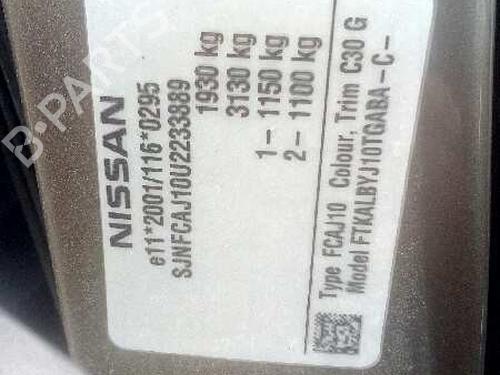 NISSAN
e11*2001/116*0295
SJNFCAJ10U2233889
1930 kg
3130 kg
1- 1150 kg
2- 1100 kg
Type FCAJ10 Colour, Trim C30 G
Model FTKALBYJ10TGABA-C-
B-PARTS